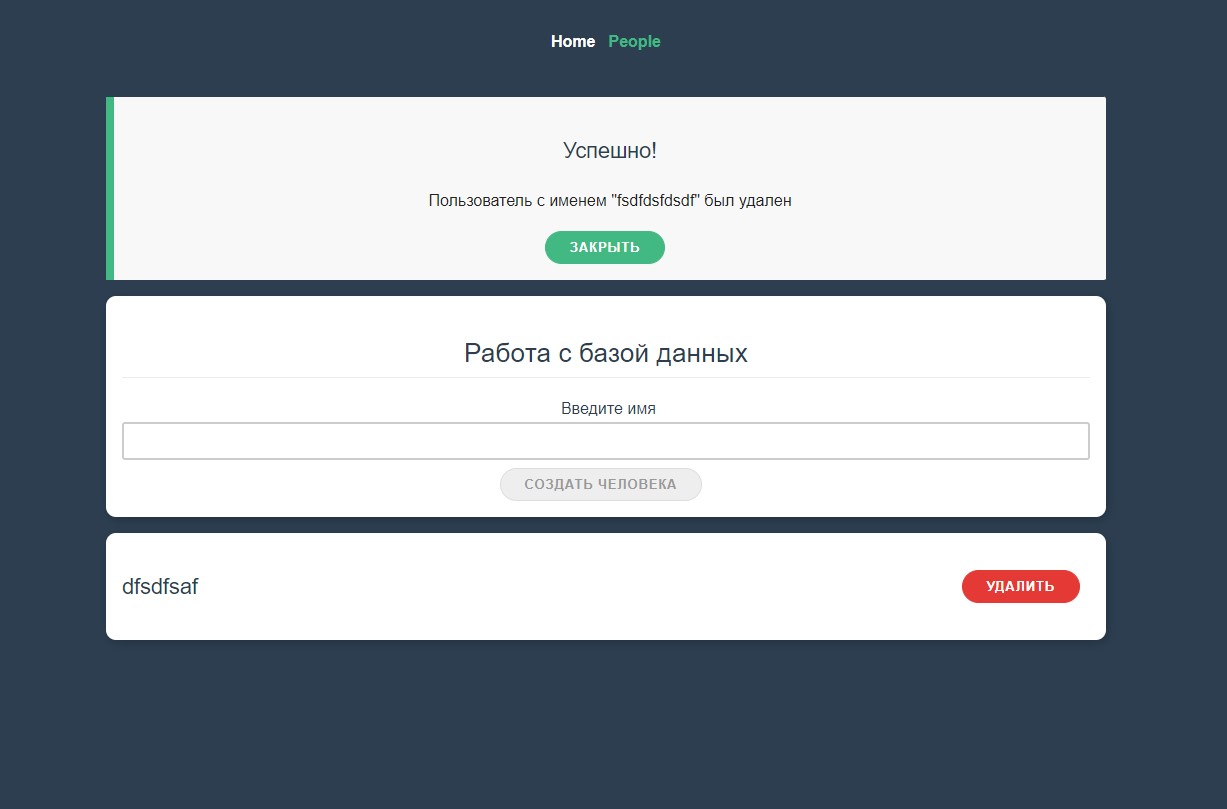 Home People
Успешно!
Пользователь с именем "fsdfdsfdsdf" был удален
ЗАКРЫТЬ
Работа с базой данных
Введите имя
СОЗДАТЬ ЧЕЛОВЕКА
dfsdfsaf УДАЛИТЬ